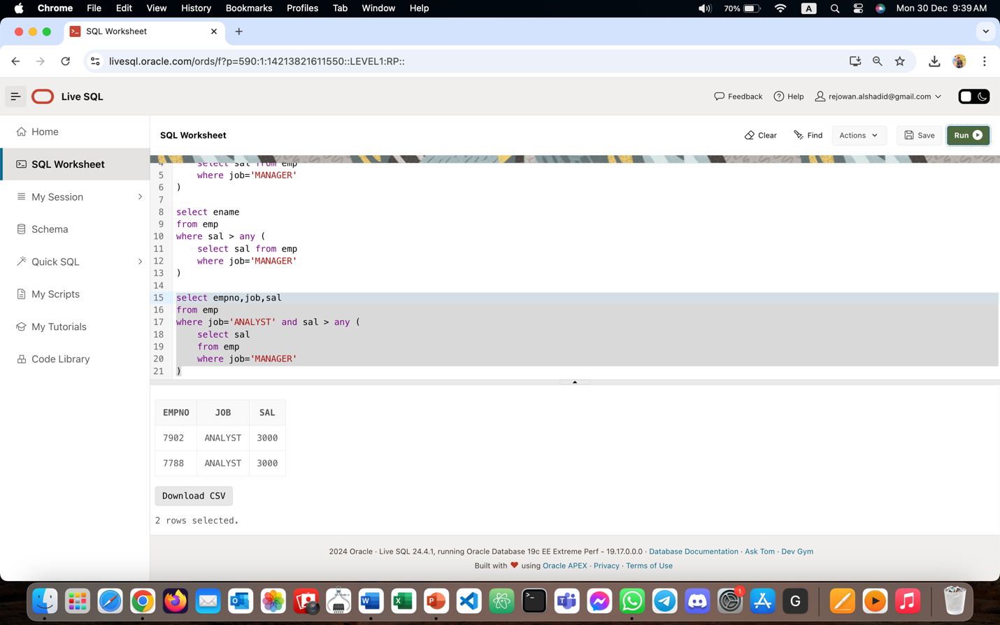 Chrome File Edit View History Bookmarks Profiles Tab Window Help 70% A Mon 30 Dec 9:39 AM
SQL Worksheet
livesql.oracle.com/ords/f?p=590:1:14213821611550::LEVEL1:RP::
Live SQL Feedback Help rejowan.alshadid@gmail.com
Home
SQL Worksheet
My Session
Schema
Quick SQL
My Scripts
My Tutorials
Code Library
SQL Worksheet Clear Find Actions Save Run
4 select sal from emp
5 where job='MANAGER'
6 )
7
8 select ename
9 from emp
10 where sal > any (
11 select sal from emp
12 where job='MANAGER'
13 )
14
15 select empno,job,sal
16 from emp
17 where job='ANALYST' and sal > any (
18 select sal
19 from emp
20 where job='MANAGER'
21 )
EMPNO JOB SAL
7902 ANALYST 3000
7788 ANALYST 3000
Download CSV
2 rows selected.
2024 Oracle · Live SQL 24.4.1, running Oracle Database 19c EE Extreme Perf - 19.17.0.0.0 · Database Documentation · Ask Tom · Dev Gym
Built with ❤ using Oracle APEX · Privacy · Terms of Use
W X P 1 G